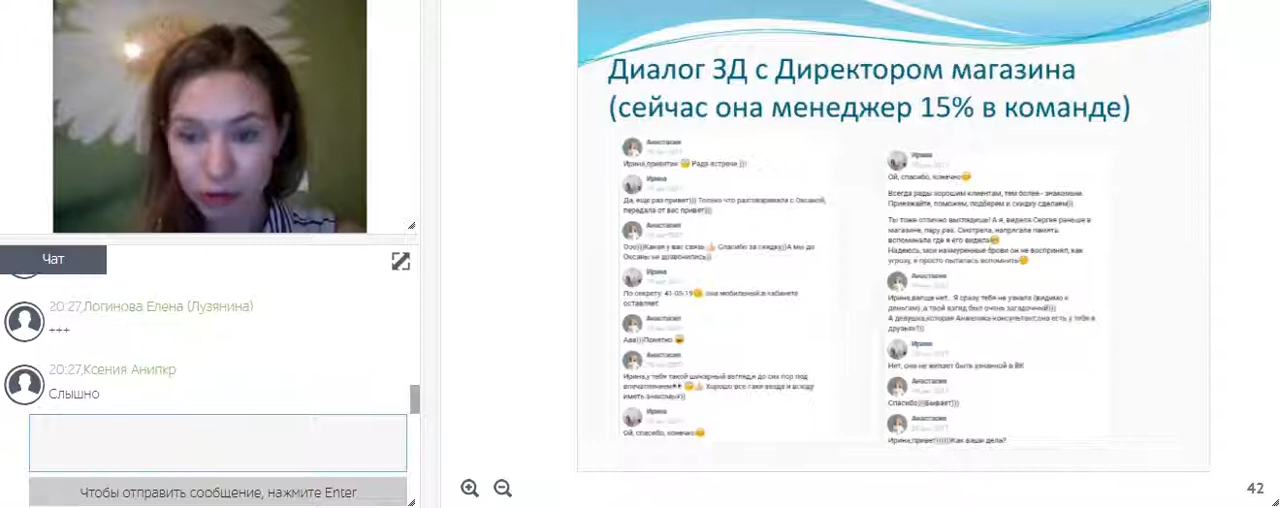 Чат
20:27,Логинова Елена (Лузянина)
+++
20:27,Ксения Анипкр
Слышно
Чтобы отправить сообщение, нажмите Enter
Диалог ЗД с Директором магазина
(сейчас она менеджер 15% в команде)
Анастасия
Ирина,приветик Рада встрече )))
Ирина
Да, еще раз привет))) Только что разговаривала с Оксаной,
передала от вас привет)))
Анастасия
Ооо)))Какая у вас связь Спасибо за скидку))А мы до
Оксаны не дозвонились))
Ирина
По секрету: 41-05-19 она мобильный в кабинете
оставляет
Анастасия
Ааа)))Понятно
Анастасия
Ирина,у тебя такой шикарный взгляд,я до сих пор под
впечатлением Хорошо все таки везде и всюду
иметь знакомых))
Ирина
Ой, спасибо, конечно
Ирина
Ой, спасибо, конечно
Всегда рады хорошим клиентам, тем более - знакомым.
Приезжайте, поможем, подберем и скидку сделаем))
Ты тоже отлично выглядишь! А я, видела Сергея раньше в
магазине, пару раз. Смотрела, напрягала память
вспоминала где я его видела
Надеюсь, мои нахмуренные брови он не воспринял, как
угрозу, я просто пыталась вспомнить
Анастасия
Ирина,ваще нет.. Я сразу тебя не узнала (видимо к
деньгам),а твой взгляд был очень загадочный)))
А девушка,которая Анжелика-консультант,она есть у тебя в
друзьях?))
Ирина
Нет, она не желает быть узнанной в ВК
Анастасия
Спасибо)))Бывает)))
Анастасия
Ирина,привет))))))Как ваши дела?
42